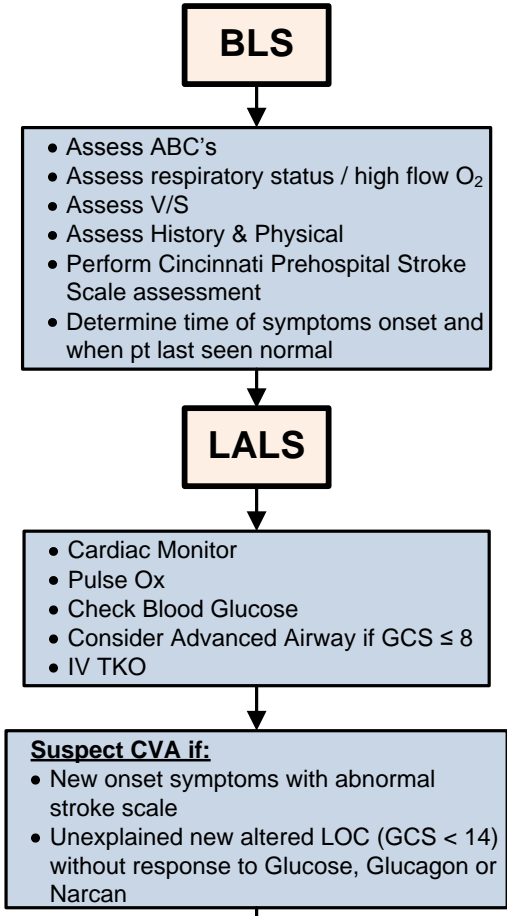 BLS
• Assess ABC's
• Assess respiratory status / high flow O₂
• Assess V/S
• Assess History & Physical
• Perform Cincinnati Prehospital Stroke
Scale assessment
• Determine time of symptoms onset and
when pt last seen normal
LALS
• Cardiac Monitor
• Pulse Ox
• Check Blood Glucose
• Consider Advanced Airway if GCS ≤ 8
• IV TKO
Suspect CVA if:
• New onset symptoms with abnormal
stroke scale
• Unexplained new altered LOC (GCS < 14)
without response to Glucose, Glucagon or
Narcan